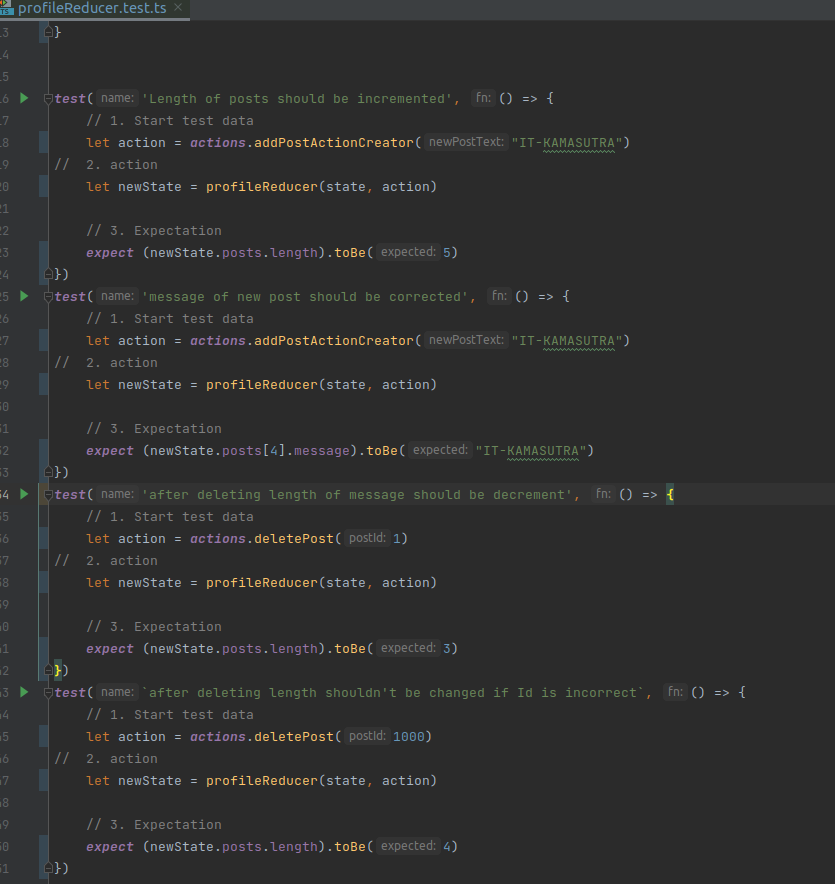 profileReducer.test.ts
13 }
14
15
16 test( name: 'Length of posts should be incremented', fn: () => {
17 // 1. Start test data
18 let action = actions.addPostActionCreator( newPostText: "IT-KAMASUTRA")
19 // 2. action
20 let newState = profileReducer(state, action)
21
22 // 3. Expectation
23 expect (newState.posts.length).toBe( expected: 5)
24 })
25 test( name: 'message of new post should be corrected', fn: () => {
26 // 1. Start test data
27 let action = actions.addPostActionCreator( newPostText: "IT-KAMASUTRA")
28 // 2. action
29 let newState = profileReducer(state, action)
30
31 // 3. Expectation
32 expect (newState.posts[4].message).toBe( expected: "IT-KAMASUTRA")
33 })
34 test( name: 'after deleting length of message should be decrement', fn: () => {
35 // 1. Start test data
36 let action = actions.deletePost( postId: 1)
37 // 2. action
38 let newState = profileReducer(state, action)
39
40 // 3. Expectation
41 expect (newState.posts.length).toBe( expected: 3)
42 })
43 test( name: `after deleting length shouldn't be changed if Id is incorrect`, fn: () => {
44 // 1. Start test data
45 let action = actions.deletePost( postId: 1000)
46 // 2. action
47 let newState = profileReducer(state, action)
48
49 // 3. Expectation
50 expect (newState.posts.length).toBe( expected: 4)
51 })